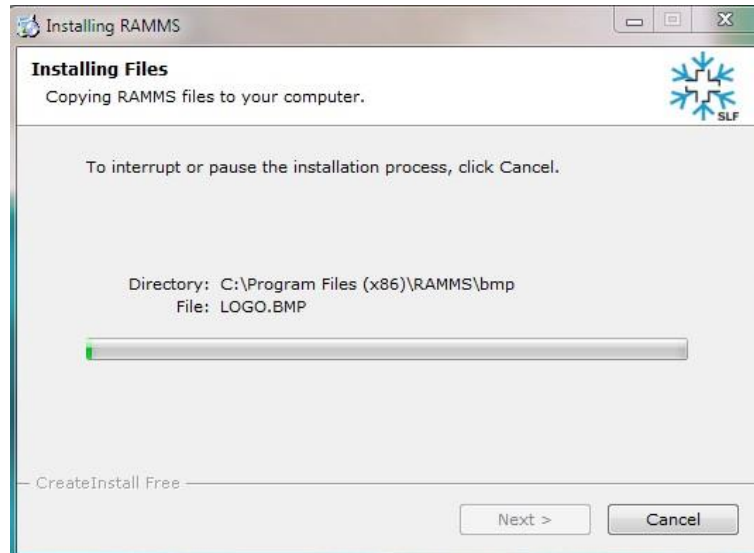 Installing RAMMS
Installing Files
Copying RAMMS files to your computer.
SLF
To interrupt or pause the installation process, click Cancel.
Directory: C:\Program Files (x86)\RAMMS\bmp
File: LOGO.BMP
CreateInstall Free
Next >
Cancel